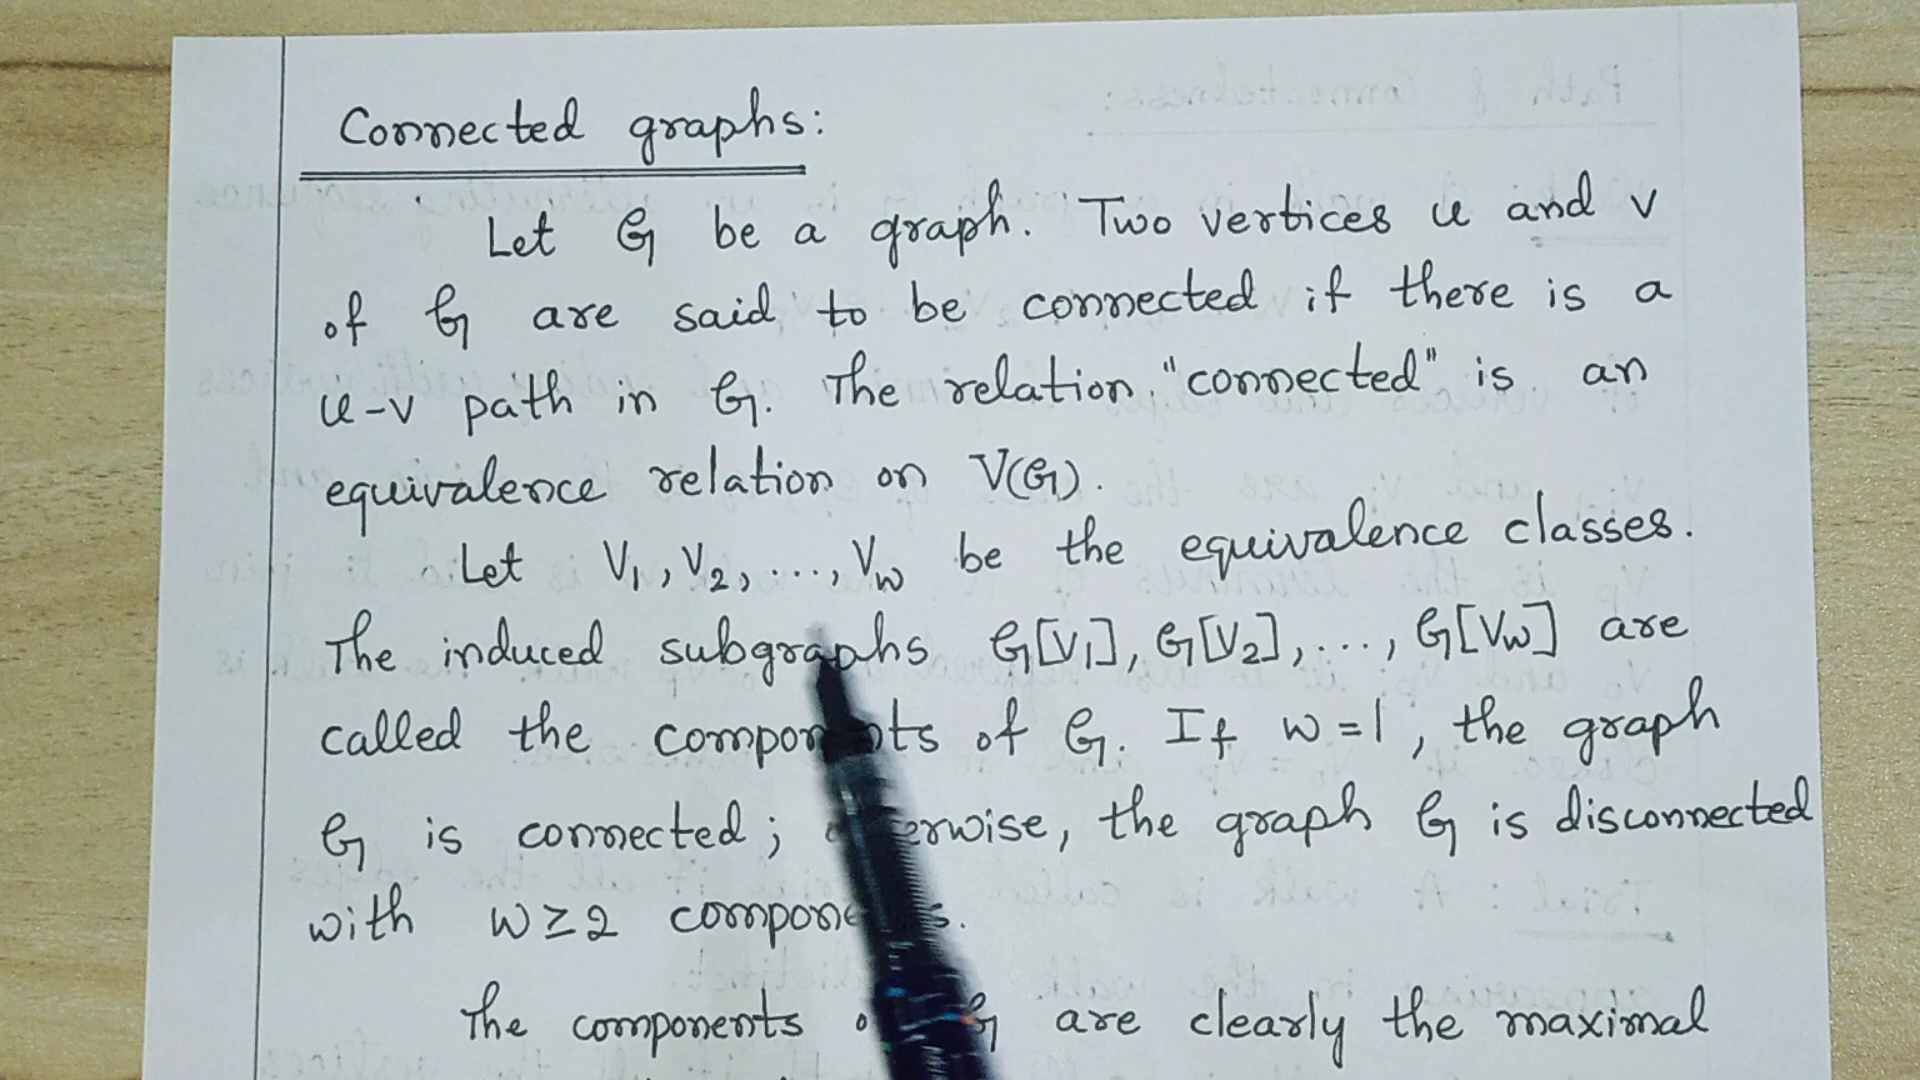 Connected graphs:
Let G be a graph. Two vertices u and v
of G are said to be connected if there is a
u-v path in G. The relation "connected" is an
equivalence relation on V(G).
Let V₁, V₂, ..., Vw be the equivalence classes.
The induced subgraphs G[V₁], G[V₂], ..., G[Vw] are
called the components of G. If w = 1, the graph
G is connected; otherwise, the graph G is disconnected
with w ≥ 2 components.
The components of G are clearly the maximal